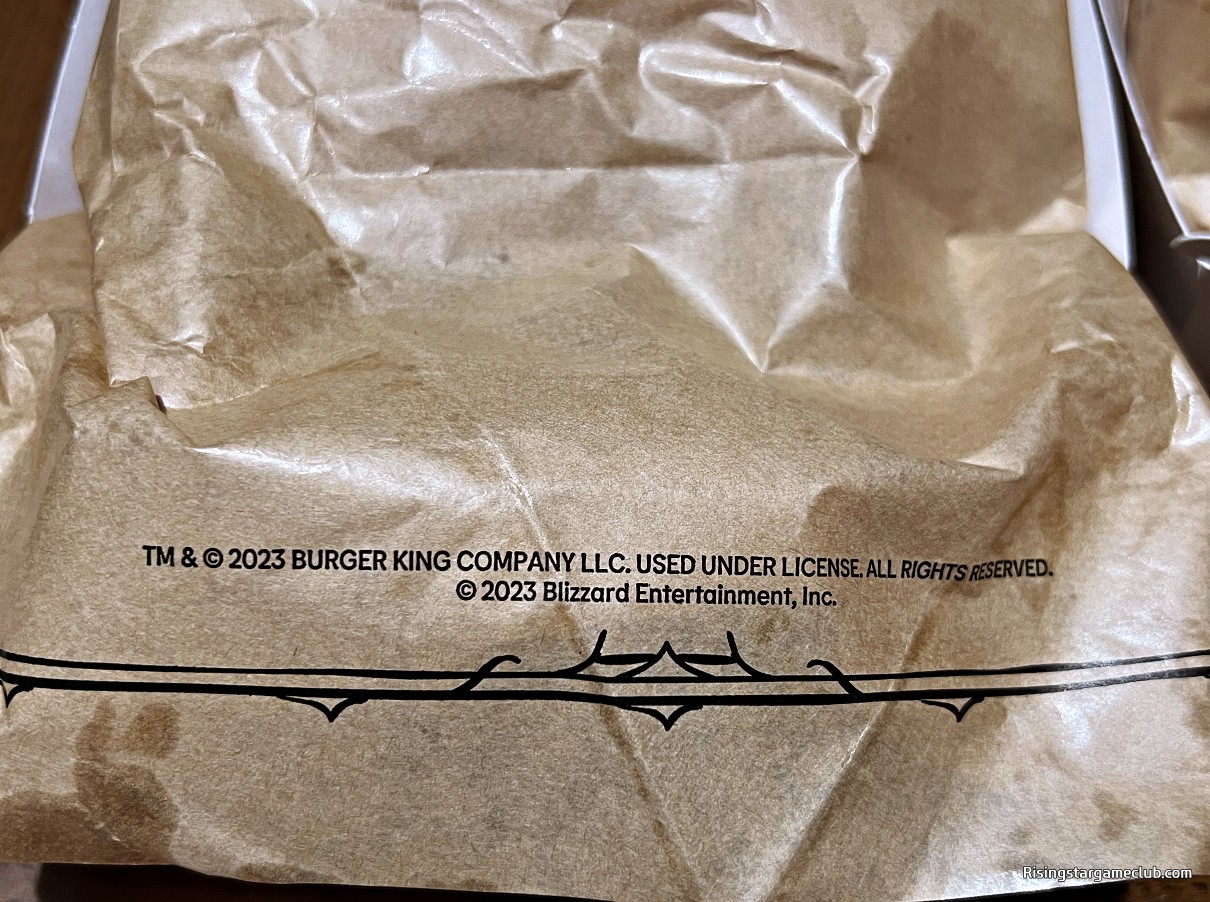 TM & © 2023 BURGER KING COMPANY LLC. USED UNDER LICENSE. ALL RIGHTS RESERVED.
© 2023 Blizzard Entertainment, Inc.
Risingstargameclub.com